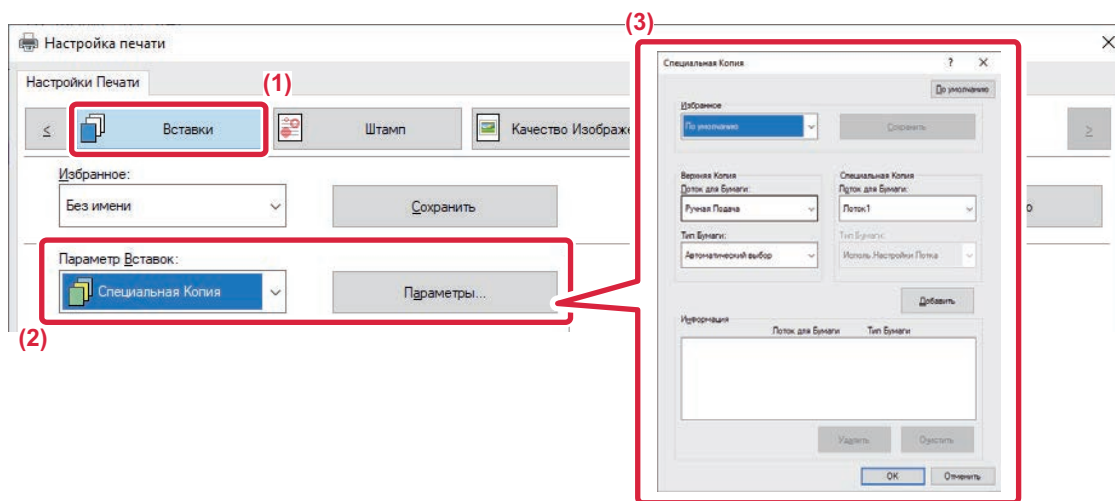 Настройка печати
Настройки Печати
(1)
≤ Вставки Штамп Качество Изображе ≥
Избранное:
Без имени Сохранить
Параметр Вставок:
Специальная Копия Параметры...
(2)
(3)
Специальная Копия ? ×
По умолчанию
Избранное
По умолчанию Сохранить
Верхняя Копия Специальная Копия
Лоток для Бумаги: Лоток для Бумаги:
Ручная Подача Лоток1
Тип Бумаги: Тип Бумаги:
Автоматический выбор Исполь.Настройки Лотка
Добавить
Информация
Лоток для Бумаги Тип Бумаги
Удалить Очистить
OK Отменить